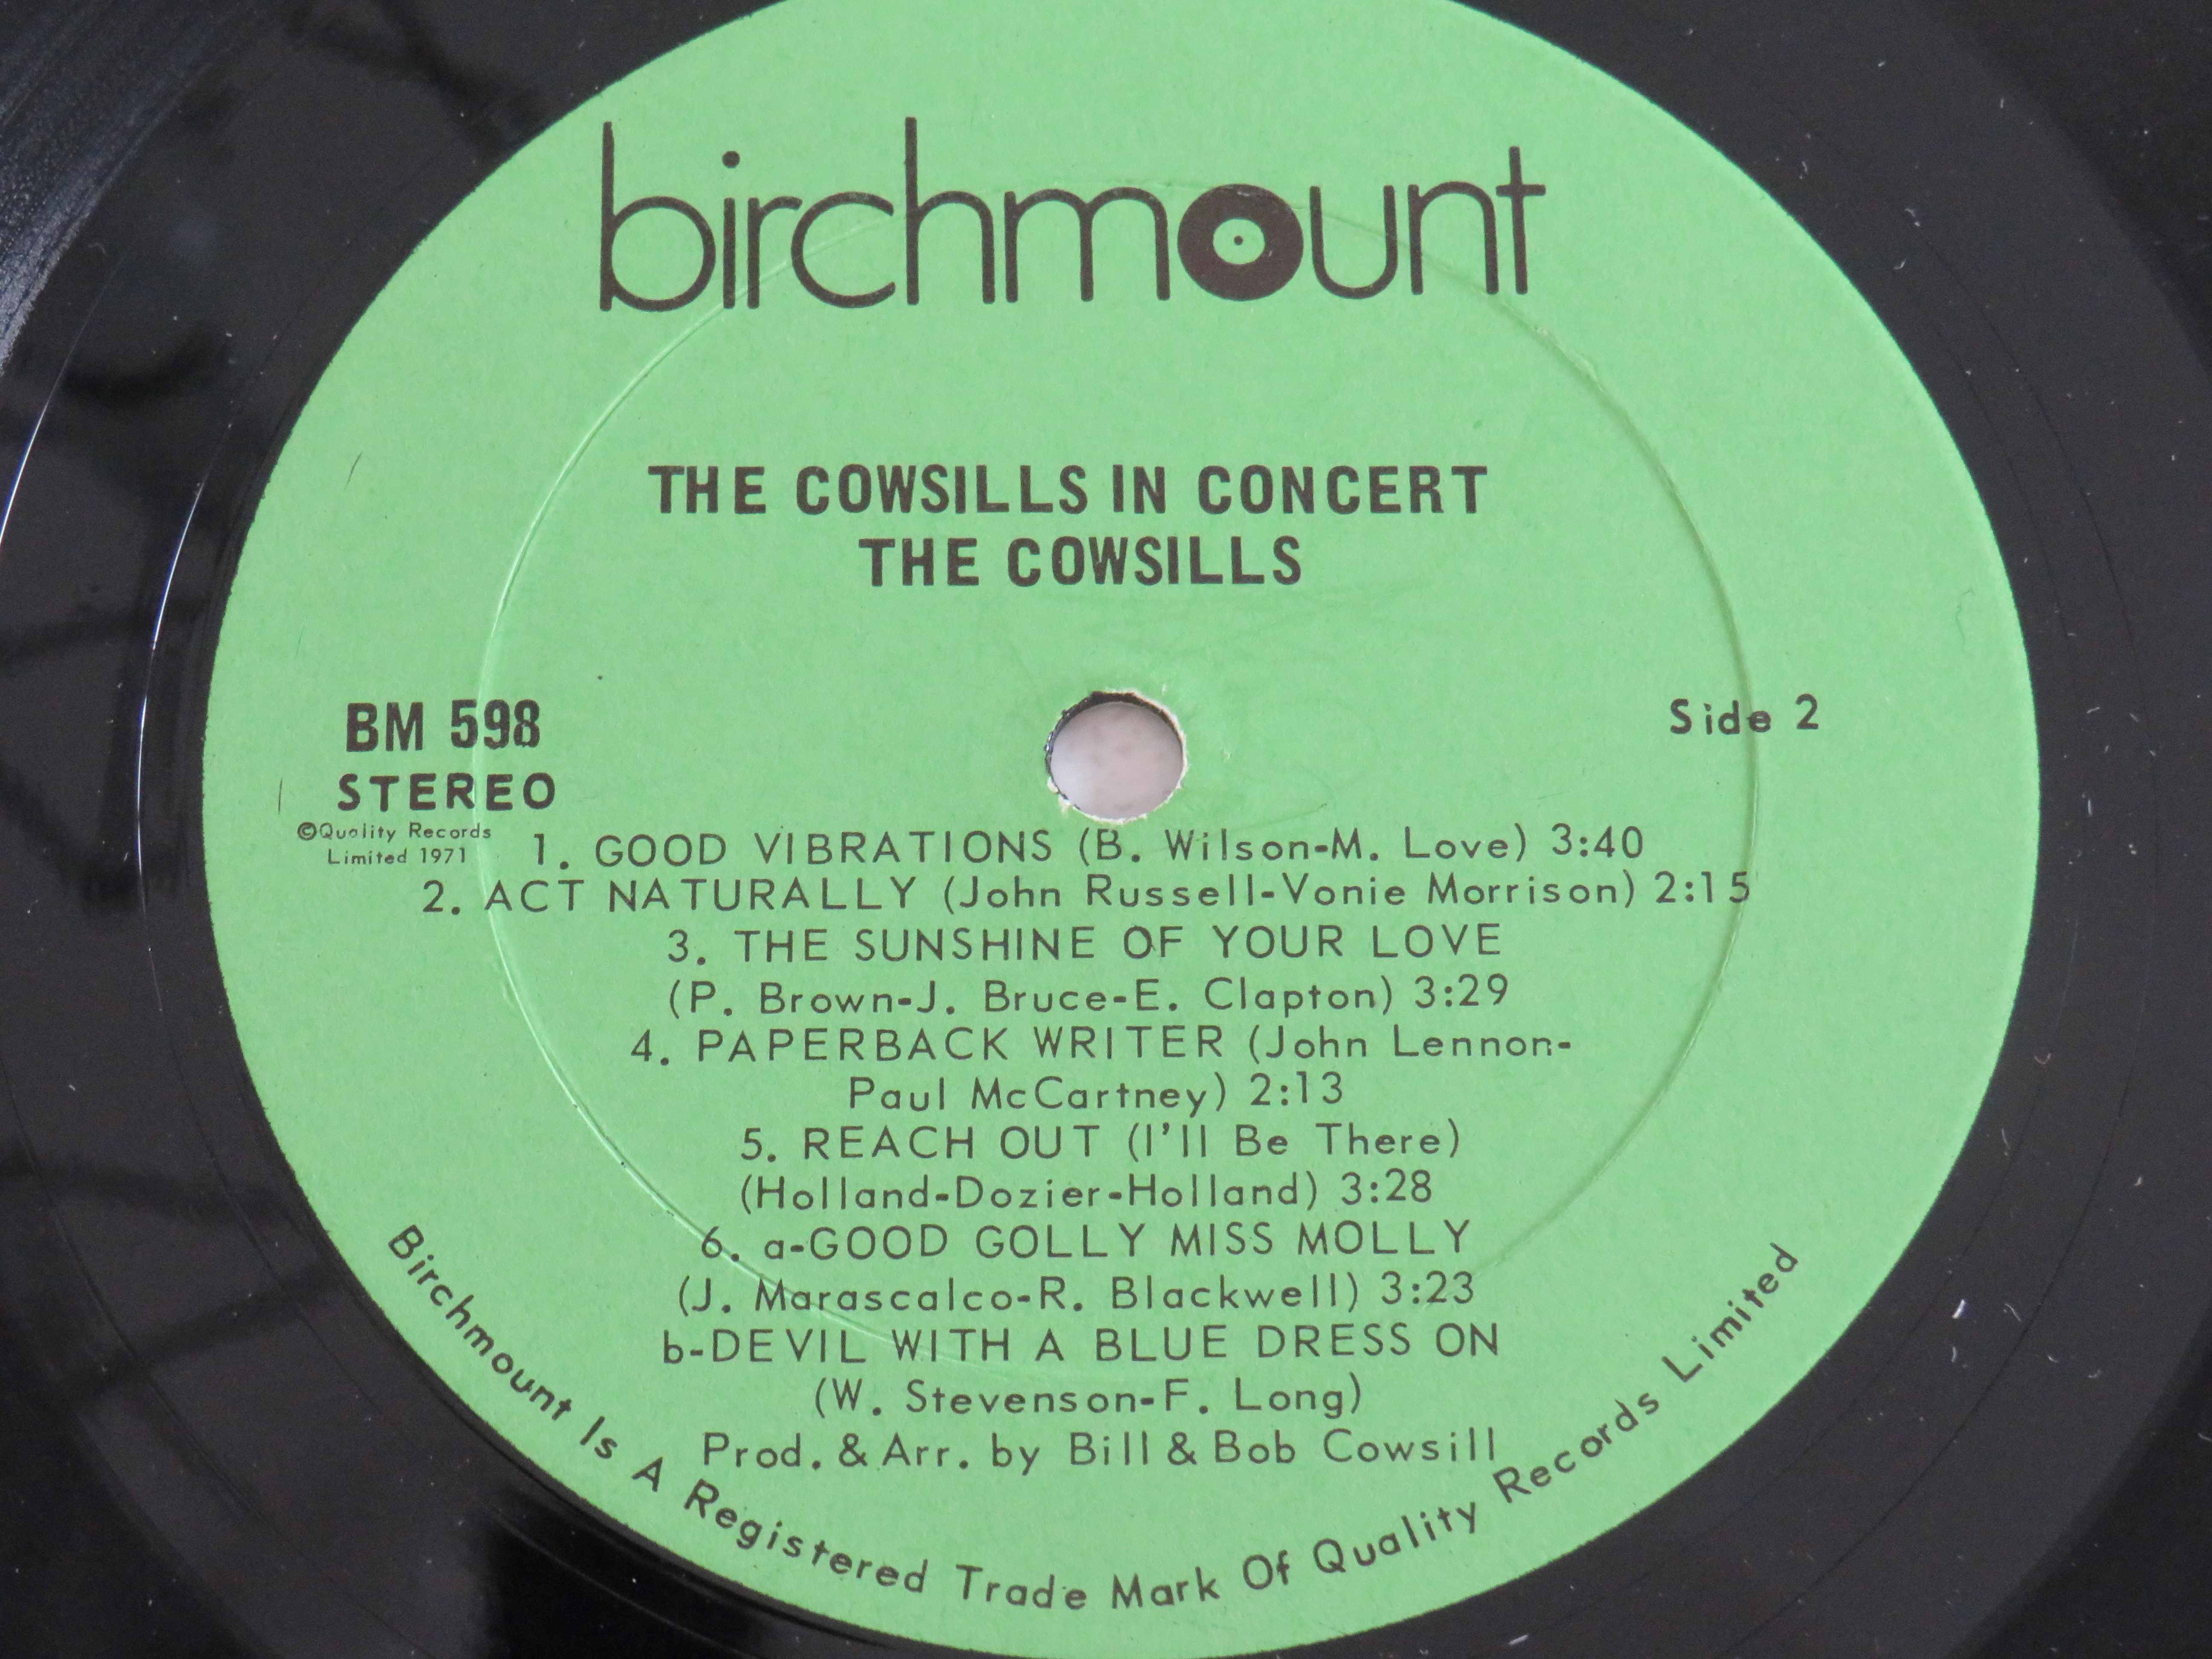 birchmount
THE COWSILLS IN CONCERT
THE COWSILLS
BM 598
STEREO
©Quality Records
Limited 1971
Side 2
1. GOOD VIBRATIONS (B. Wilson-M. Love) 3:40
2. ACT NATURALLY (John Russell-Vonie Morrison) 2:15
3. THE SUNSHINE OF YOUR LOVE
(P. Brown-J. Bruce-E. Clapton) 3:29
4. PAPERBACK WRITER (John Lennon-
Paul McCartney) 2:13
5. REACH OUT (I'll Be There)
(Holland-Dozier-Holland) 3:28
6. a-GOOD GOLLY MISS MOLLY
(J. Marascalco-R. Blackwell) 3:23
b-DEVIL WITH A BLUE DRESS ON
(W. Stevenson-F. Long)
Prod. & Arr. by Bill & Bob Cowsill
Birchmount Is A Registered Trade Mark Of Quality Records Limited